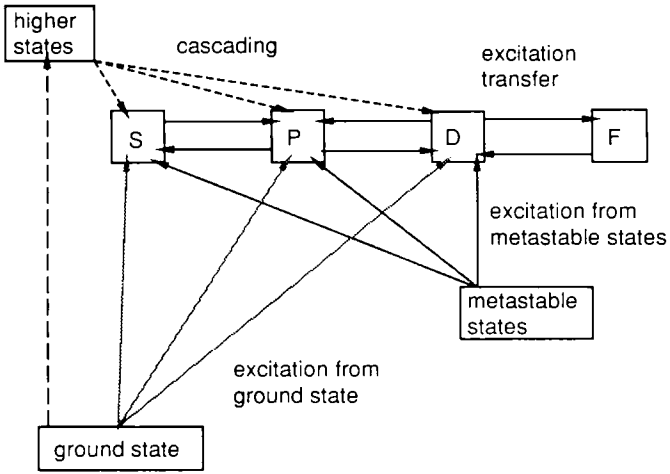 higher
states
cascading
excitation
transfer
S
P
D
F
excitation from
metastable states
metastable
states
excitation from
ground state
ground state